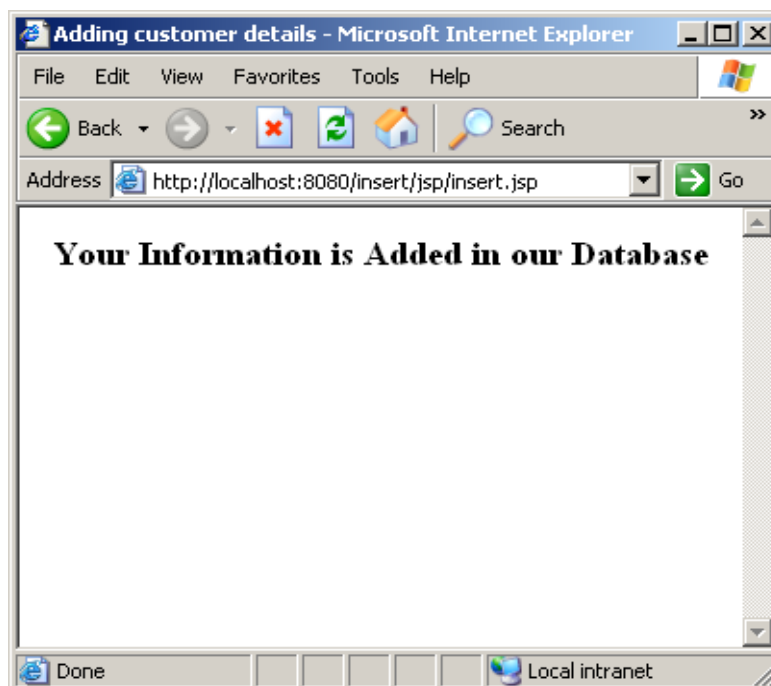 Adding customer details - Microsoft Internet Explorer
File Edit View Favorites Tools Help
Back Search »
Address http://localhost:8080/insert/jsp/insert.jsp Go
Your Information is Added in our Database
Done Local intranet